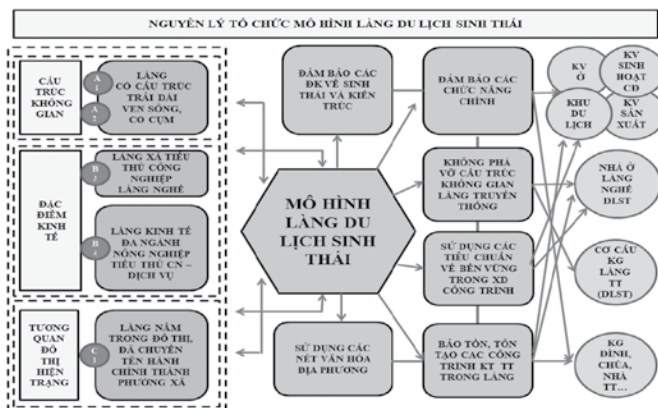 NGUYÊN LÝ TỔ CHỨC MÔ HÌNH LÀNG DU LỊCH SINH THÁI
CẤU
TRÚC
KHÔNG
GIAN
A
1
A
2
LÀNG
CÓ CẤU TRÚC
TRẢI DÀI
VEN SÔNG,
CO CỤM
ĐẶC
ĐIỂM
KINH
TẾ
B
LÀNG XÃ TIỂU
THỦ CÔNG
NGHIỆP
LÀNG NGHỀ
B
LÀNG KINH TẾ
ĐA NGÀNH
NÔNG NGHIỆP
TIỂU THỦ CN –
DỊCH VỤ
TƯƠNG
QUAN
ĐÔ THỊ
HIỆN
TRẠNG
C
1
LÀNG NẰM
TRONG ĐÔ THỊ,
ĐÃ CHUYỂN
TÊN HÀNH
CHÍNH THÀNH
PHƯỜNG XÃ
ĐẢM BẢO CÁC
ĐK VỀ SINH
THÁI VÀ KIẾN
TRÚC
MÔ HÌNH
LÀNG DU
LỊCH SINH
THÁI
SỬ DỤNG CÁC
NÉT VĂN HÓA
ĐỊA PHƯƠNG
ĐẢM BẢO CÁC
CHỨC NĂNG
CHÍNH
KHÔNG PHÁ
VỠ CẤU TRÚC
KHÔNG GIAN
LÀNG TRUYỀN
THỐNG
SỬ DỤNG CÁC
TIÊU CHUẨN
VỀ BỀN VỮNG
TRONG XD
CÔNG TRÌNH
BẢO TỒN, TÔN
TẠO CÁC CÔNG
TRÌNH KT TT
TRONG LÀNG
KV
Ở
KV
SINH
HOẠT
CĐ
KHU
DU LỊCH
KV
SẢN
XUẤT
NHÀ Ở
LÀNG
NGHỀ
DLST
CƠ CẤU
KG LÀNG
TT
(DLST)
KG
ĐÌNH,
CHÙA,
NHÀ
TT...